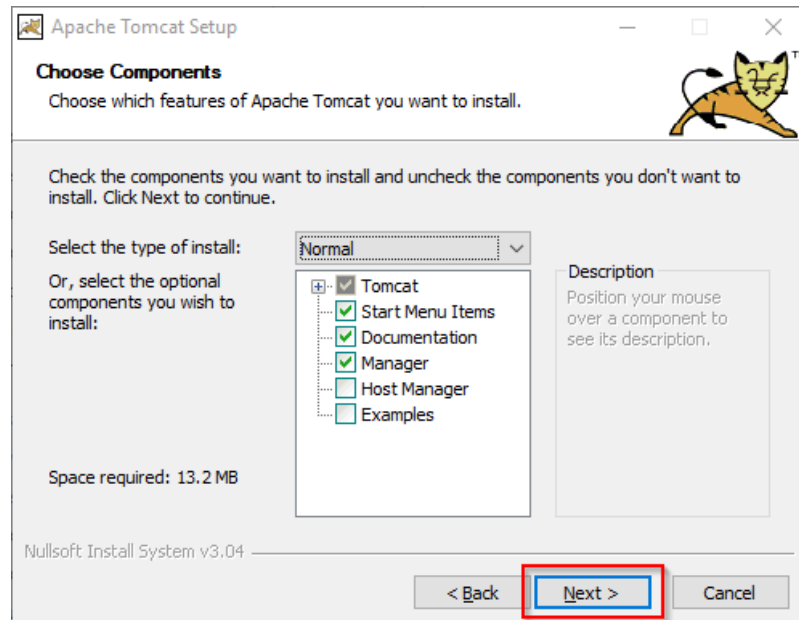 Apache Tomcat Setup
Choose Components
Choose which features of Apache Tomcat you want to install.
Check the components you want to install and uncheck the components you don't want to
install. Click Next to continue.
Select the type of install:
Normal
Or, select the optional
components you wish to
install:
Tomcat
Start Menu Items
Documentation
Manager
Host Manager
Examples
Description
Position your mouse
over a component to
see its description.
Space required: 13.2 MB
Nullsoft Install System v3.04
< Back
Next >
Cancel